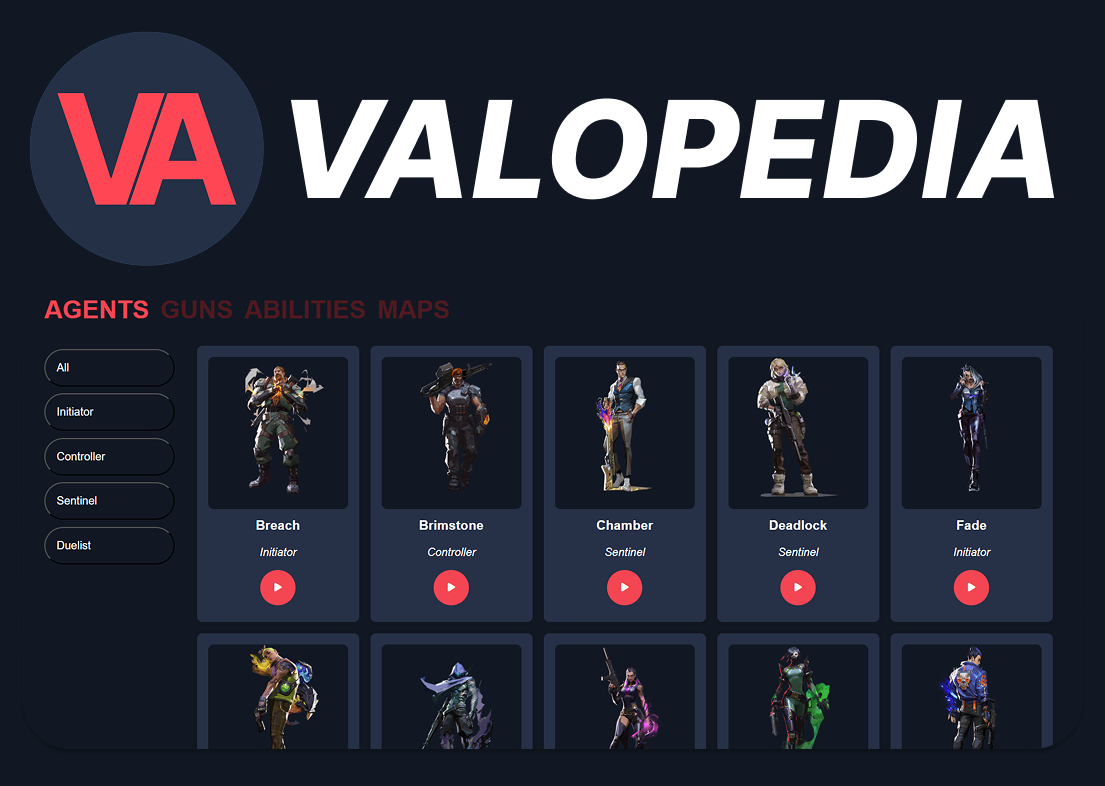 VA VALOPEDIA
AGENTS GUNS ABILITIES MAPS
All
Initiator
Controller
Sentinel
Duelist
Breach
Initiator
Brimstone
Controller
Chamber
Sentinel
Deadlock
Sentinel
Fade
Initiator